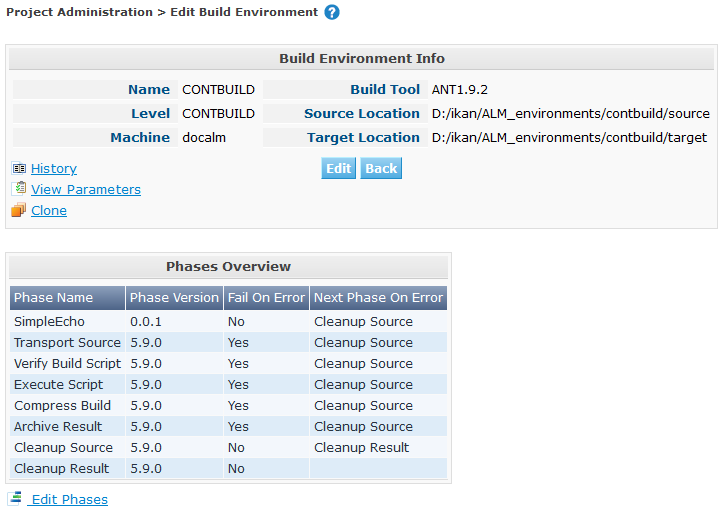 Project Administration > Edit Build Environment ?
Build Environment Info
Name CONTBUILD Build Tool ANT1.9.2
Level CONTBUILD Source Location D:/ikan/ALM_environments/contbuild/source
Machine docalm Target Location D:/ikan/ALM_environments/contbuild/target
History Edit Back
View Parameters
Clone
Phases Overview
Phase Name Phase Version Fail On Error Next Phase On Error
SimpleEcho 0.0.1 No Cleanup Source
Transport Source 5.9.0 Yes Cleanup Source
Verify Build Script 5.9.0 Yes Cleanup Source
Execute Script 5.9.0 Yes Cleanup Source
Compress Build 5.9.0 Yes Cleanup Source
Archive Result 5.9.0 Yes Cleanup Source
Cleanup Source 5.9.0 No Cleanup Result
Cleanup Result 5.9.0 No
Edit Phases